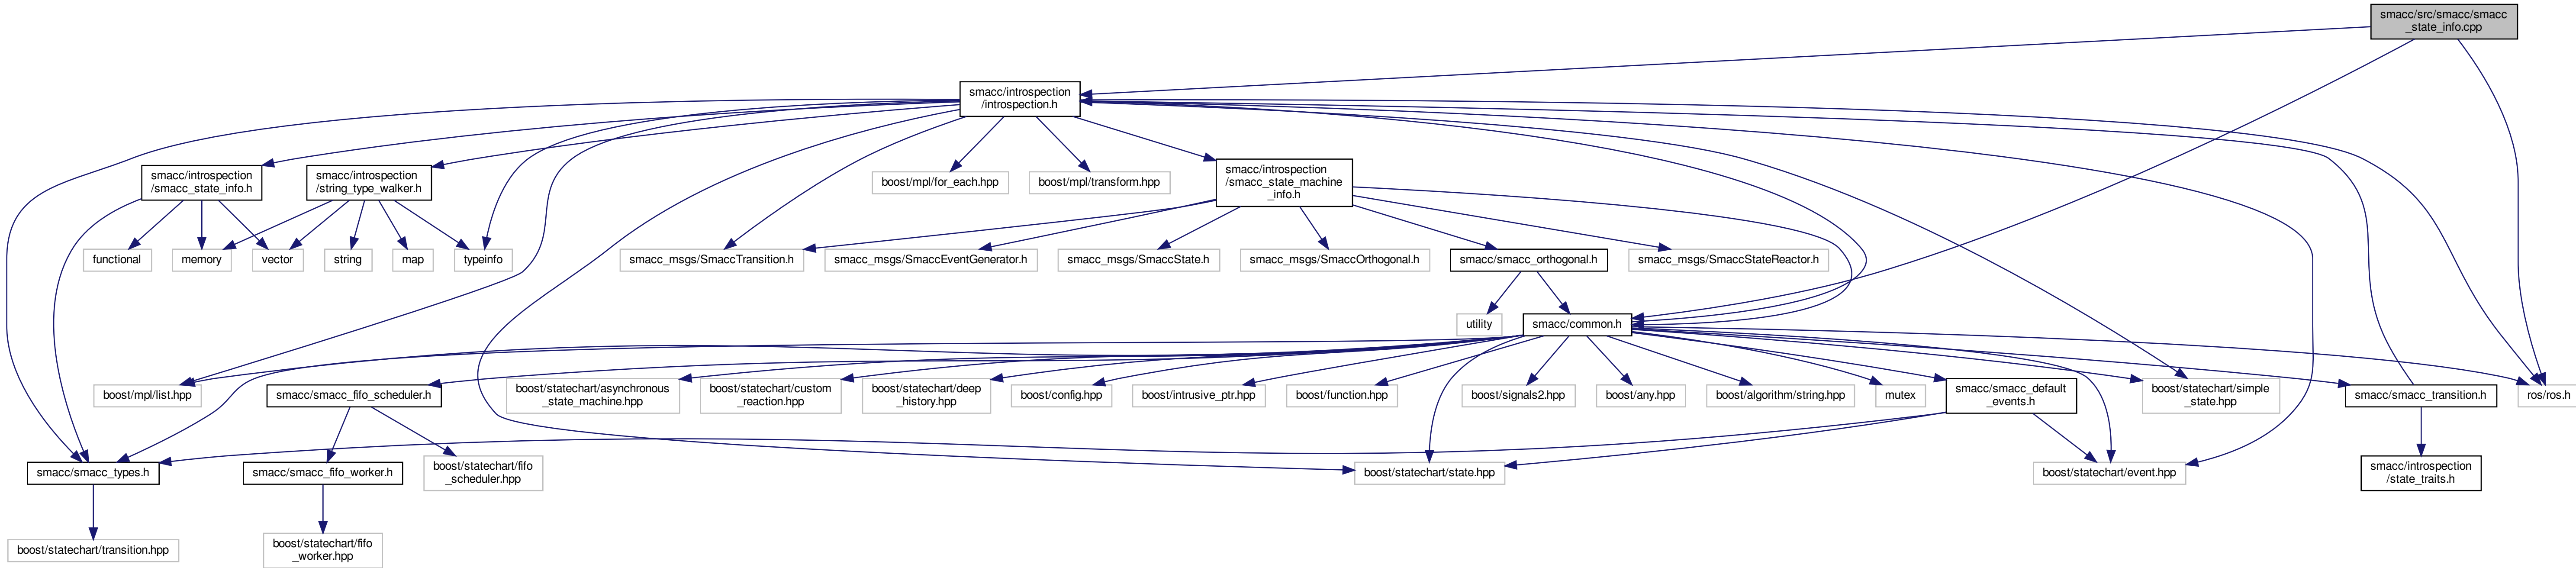 smacc/src/smacc/smacc
_state_info.cpp
smacc/introspection
/introspection.h
smacc/introspection
/smacc_state_info.h
smacc/introspection
/string_type_walker.h
boost/mpl/for_each.hpp
boost/mpl/transform.hpp
smacc/introspection
/smacc_state_machine
_info.h
functional
memory
vector
string
map
typeinfo
smacc_msgs/SmaccTransition.h
smacc_msgs/SmaccEventGenerator.h
smacc_msgs/SmaccState.h
smacc_msgs/SmaccOrthogonal.h
smacc/smacc_orthogonal.h
smacc_msgs/SmaccStateReactor.h
utility
smacc/common.h
boost/mpl/list.hpp
smacc/smacc_fifo_scheduler.h
boost/statechart/asynchronous
_state_machine.hpp
boost/statechart/custom
_reaction.hpp
boost/statechart/deep
_history.hpp
boost/config.hpp
boost/intrusive_ptr.hpp
boost/function.hpp
boost/signals2.hpp
boost/any.hpp
boost/algorithm/string.hpp
mutex
smacc/smacc_default
_events.h
boost/statechart/simple
_state.hpp
smacc/smacc_transition.h
ros/ros.h
smacc/smacc_types.h
smacc/smacc_fifo_worker.h
boost/statechart/fifo
_scheduler.hpp
boost/statechart/state.hpp
boost/statechart/event.hpp
smacc/introspection
/state_traits.h
boost/statechart/transition.hpp
boost/statechart/fifo
_worker.hpp